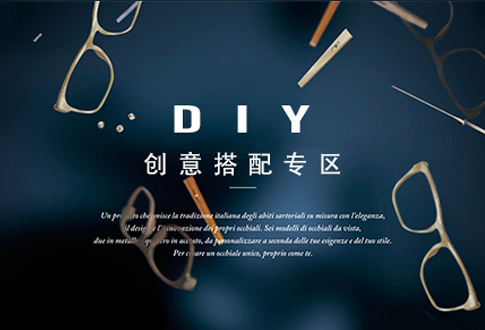 DIY
创意搭配专区
Un progetto che unisce la tradizione italiana degli abiti sartoriali su misura con l'eleganza,
il design e l'innovazione dei propri occhiali. Sei modelli di occhiali da vista,
due in metallo e quattro in acetato, da personalizzare a seconda delle tue esigenze e del tuo stile.
Per creare un occhiale unico, proprio come te.